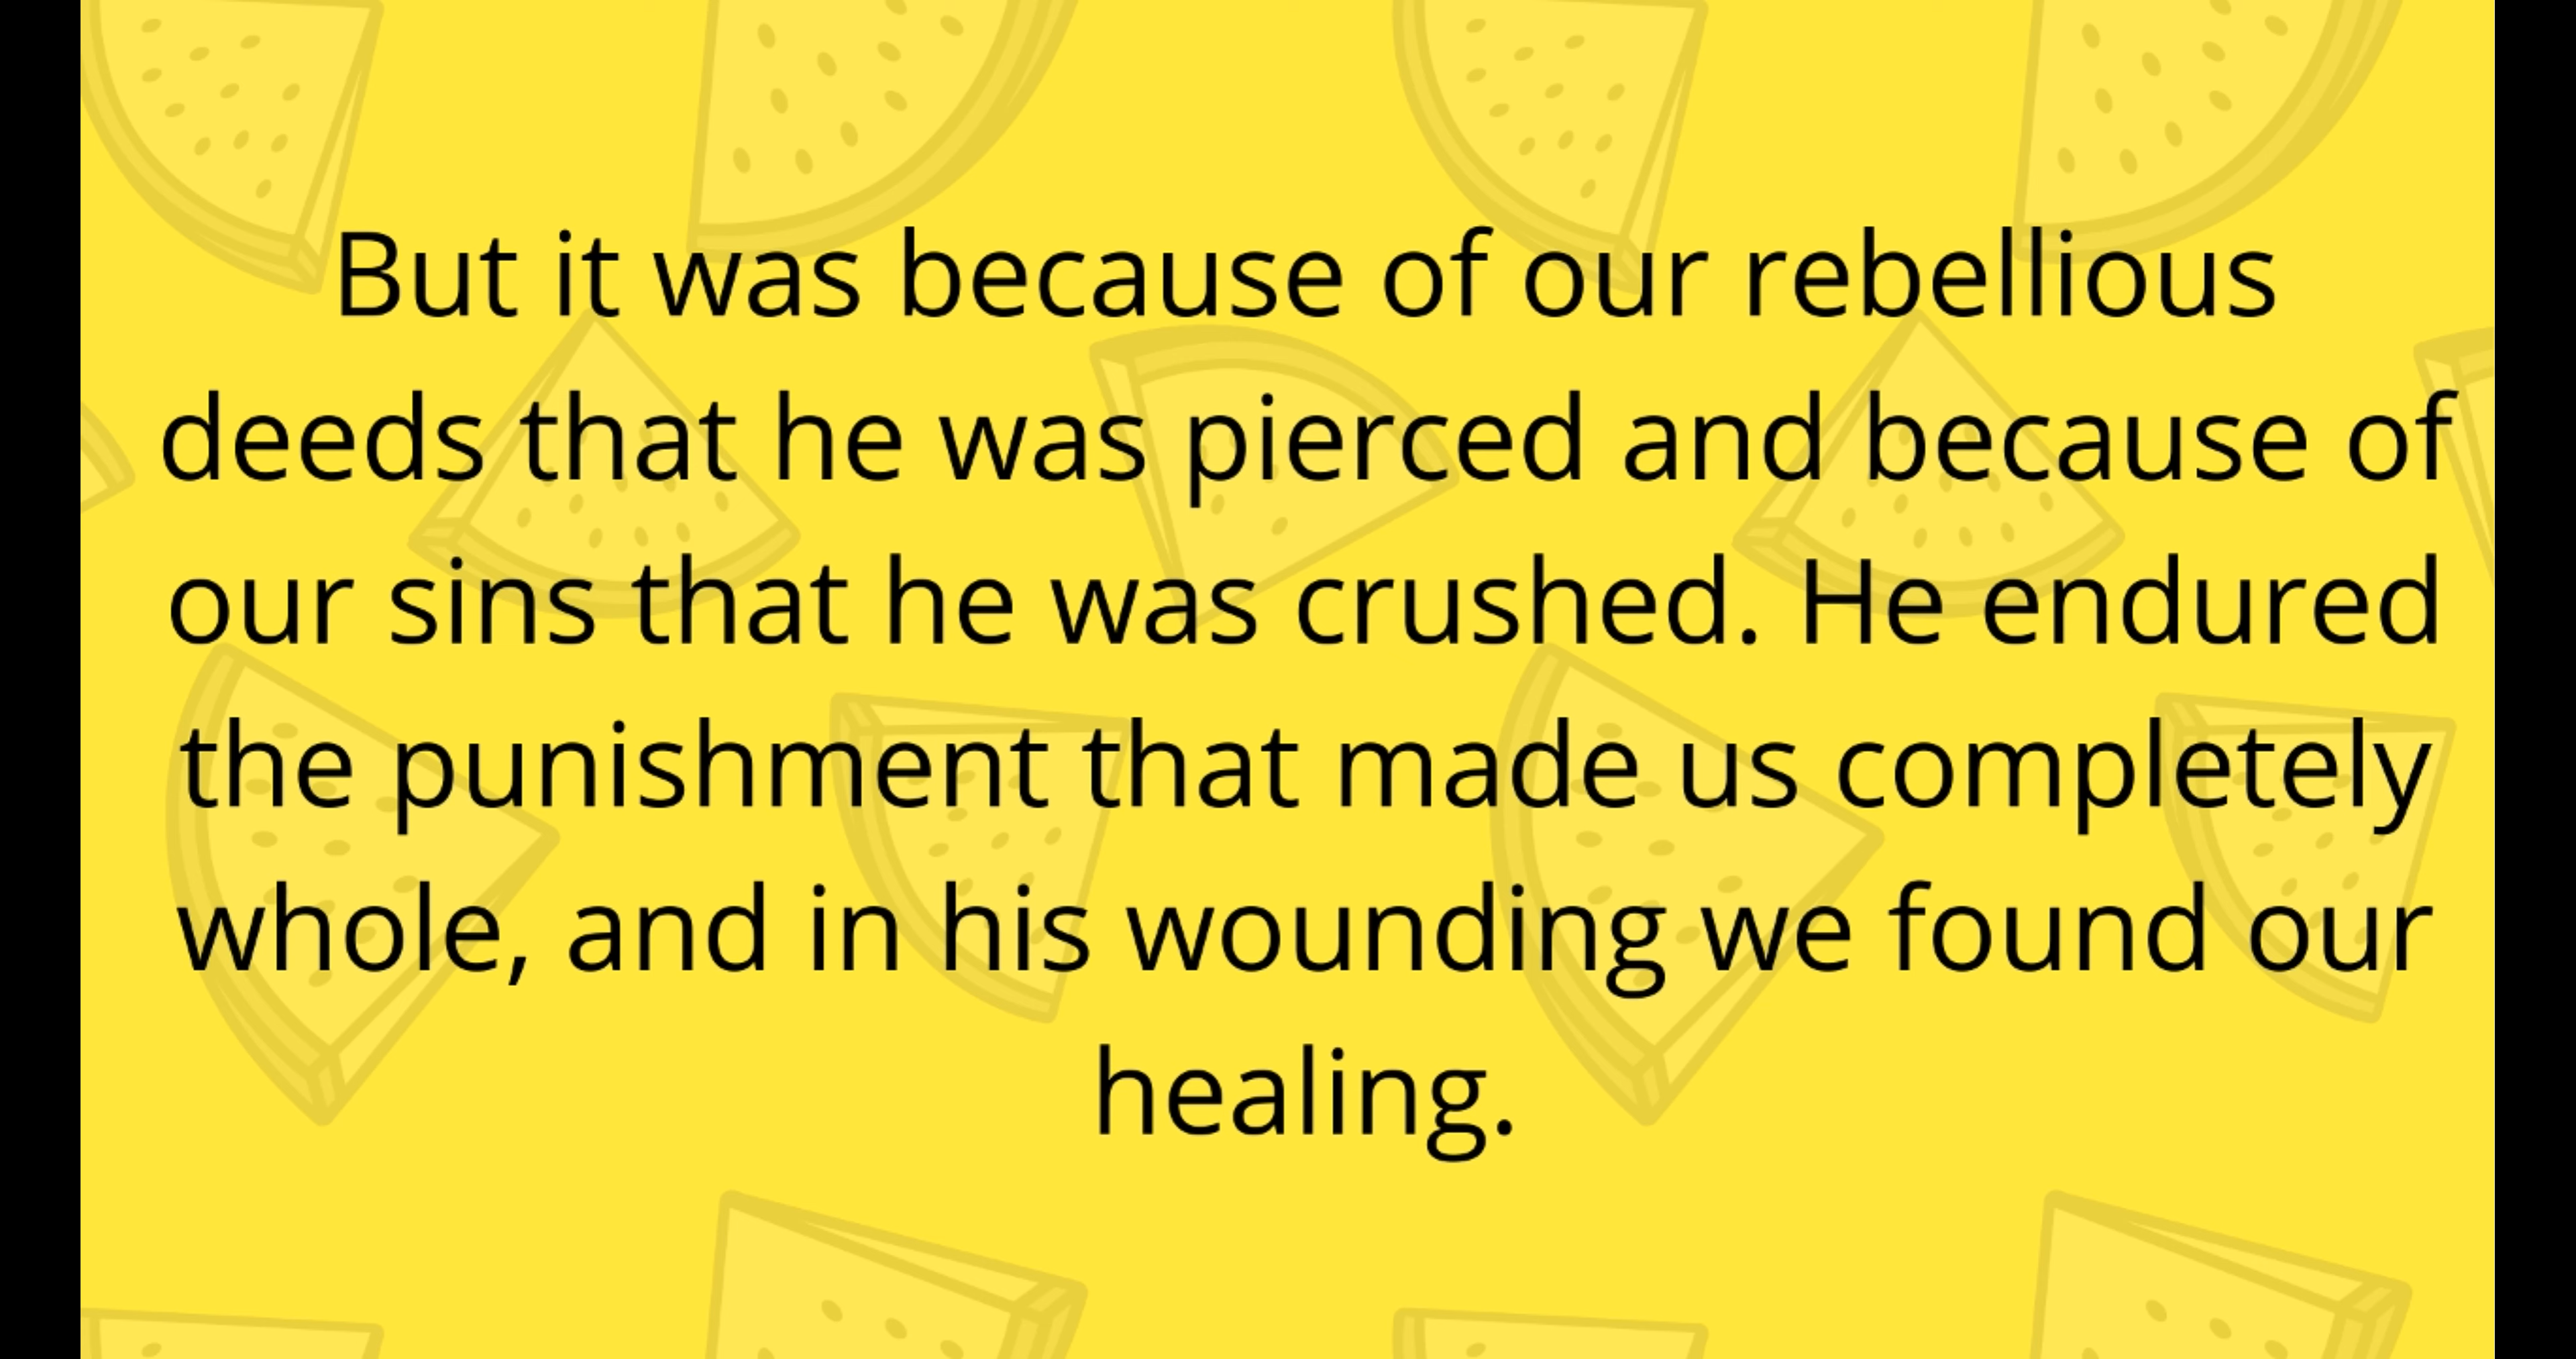 But it was because of our rebellious
deeds that he was pierced and because of
our sins that he was crushed. He endured
the punishment that made us completely
whole, and in his wounding we found our
healing.